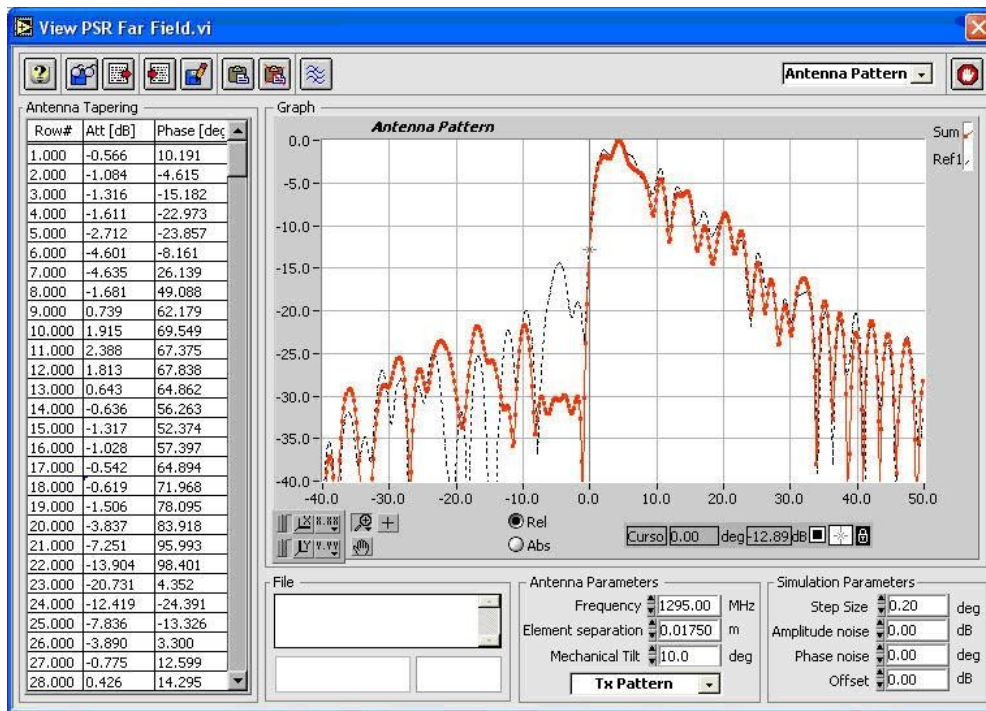 View PSR Far Field.vi
Antenna Pattern
Antenna Tapering
Row# Att [dB] Phase [deg
1.000 -0.566 10.191
2.000 -1.084 -4.615
3.000 -1.316 -15.182
4.000 -1.611 -22.973
5.000 -2.712 -23.857
6.000 -4.601 -8.161
7.000 -4.635 26.139
8.000 -1.681 49.088
9.000 0.739 62.179
10.000 1.915 69.549
11.000 2.388 67.375
12.000 1.813 67.838
13.000 0.643 64.862
14.000 -0.636 56.263
15.000 -1.317 52.374
16.000 -1.028 57.397
17.000 -0.542 64.894
18.000 -0.619 71.968
19.000 -1.506 78.095
20.000 -3.837 83.918
21.000 -7.251 95.993
22.000 -13.904 98.401
23.000 -20.731 4.352
24.000 -12.419 -24.391
25.000 -7.836 -13.326
26.000 -3.890 3.300
27.000 -0.775 12.599
28.000 0.426 14.295
Graph
Antenna Pattern
Sum
Ref1
0.0
-5.0
-10.0
-15.0
-20.0
-25.0
-30.0
-35.0
-40.0
-40.0 -30.0 -20.0 -10.0 0.0 10.0 20.0 30.0 40.0 50.0
X 8.88
Y Y.YY
Rel
Abs
Curso 0.00 deg -12.89 dB
File
Antenna Parameters
Frequency 1295.00 MHz
Element separation 0.01750 m
Mechanical Tilt 10.0 deg
Tx Pattern
Simulation Parameters
Step Size 0.20 deg
Amplitude noise 0.00 dB
Phase noise 0.00 deg
Offset 0.00 dB